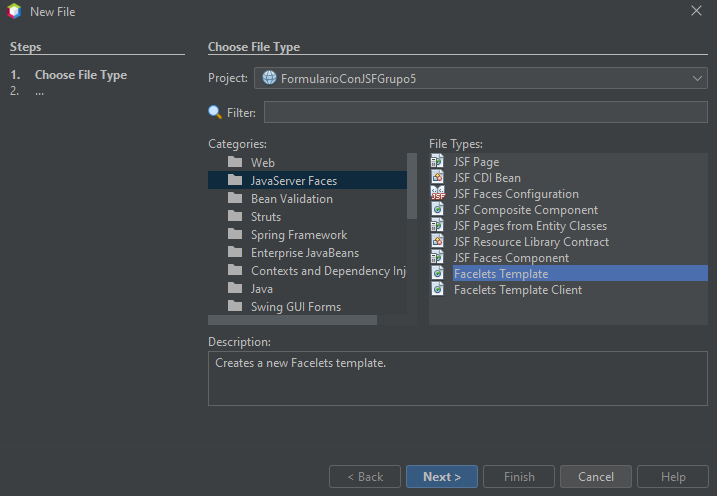 New File
Steps
1. Choose File Type
2. ...
Choose File Type
Project: FormularioConJSFGrupo5
Filter:
Categories:
Web
JavaServer Faces
Bean Validation
Struts
Spring Framework
Enterprise JavaBeans
Contexts and Dependency Inj
Java
Swing GUI Forms
File Types:
JSF Page
JSF CDI Bean
JSF Faces Configuration
JSF Composite Component
JSF Pages from Entity Classes
JSF Resource Library Contract
JSF Faces Component
Facelets Template
Facelets Template Client
Description:
Creates a new Facelets template.
< Back Next > Finish Cancel Help